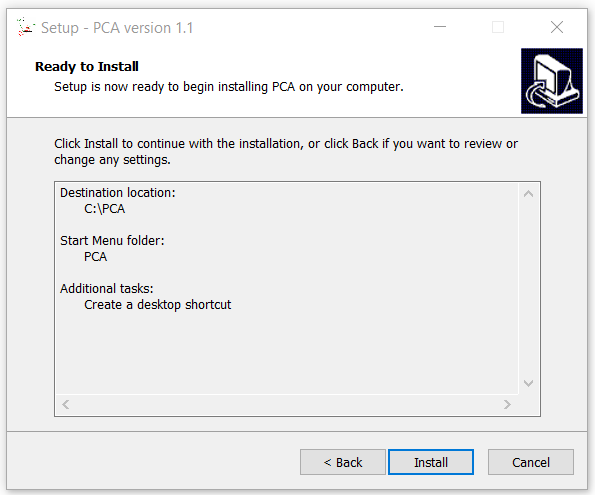 Setup - PCA version 1.1
Ready to Install
Setup is now ready to begin installing PCA on your computer.
Click Install to continue with the installation, or click Back if you want to review or
change any settings.
Destination location:
C:\PCA
Start Menu folder:
PCA
Additional tasks:
Create a desktop shortcut
< Back
Install
Cancel